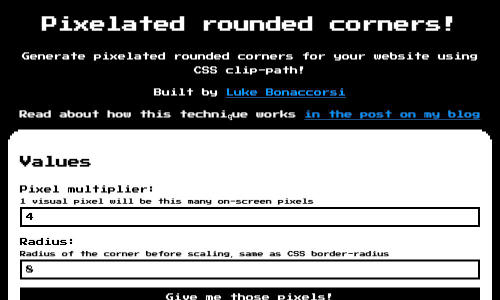 Pixelated rounded corners!
Generate pixelated rounded corners for your website using
CSS clip-path!
Built by Luke Bonaccorsi
Read about how this technique works in the post on my blog
Values
Pixel multiplier:
1 visual pixel will be this many on-screen pixels
4
Radius:
Radius of the corner before scaling, same as CSS border-radius
8
Give me those pixels!